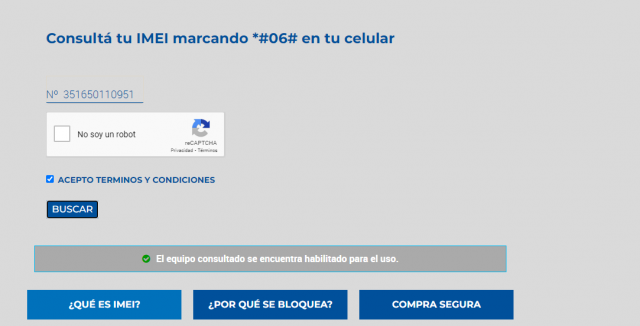 Consultá tu IMEI marcando *#06# en tu celular
Nº 351650110951
No soy un robot
reCAPTCHA
Privacidad • Términos
ACEPTO TERMINOS Y CONDICIONES
BUSCAR
El equipo consultado se encuentra habilitado para el uso.
¿QUÉ ES IMEI? ¿POR QUÉ SE BLOQUEA? COMPRA SEGURA